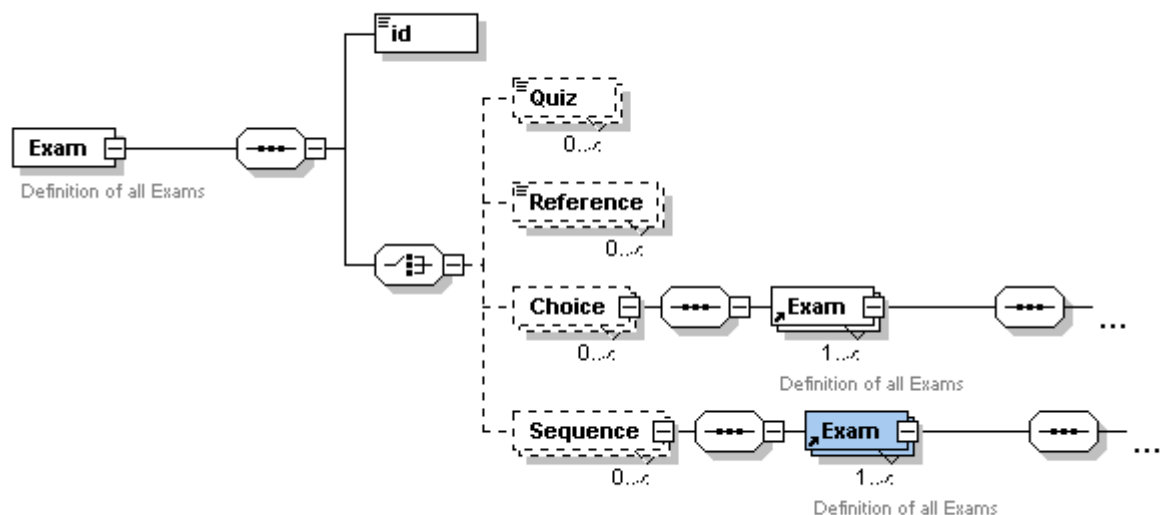 id
Quiz
0..∞
Exam
Definition of all Exams
Reference
0..∞
Choice
Exam
...
0..∞
1..∞
Definition of all Exams
Sequence
Exam
...
0..∞
1..∞
Definition of all Exams